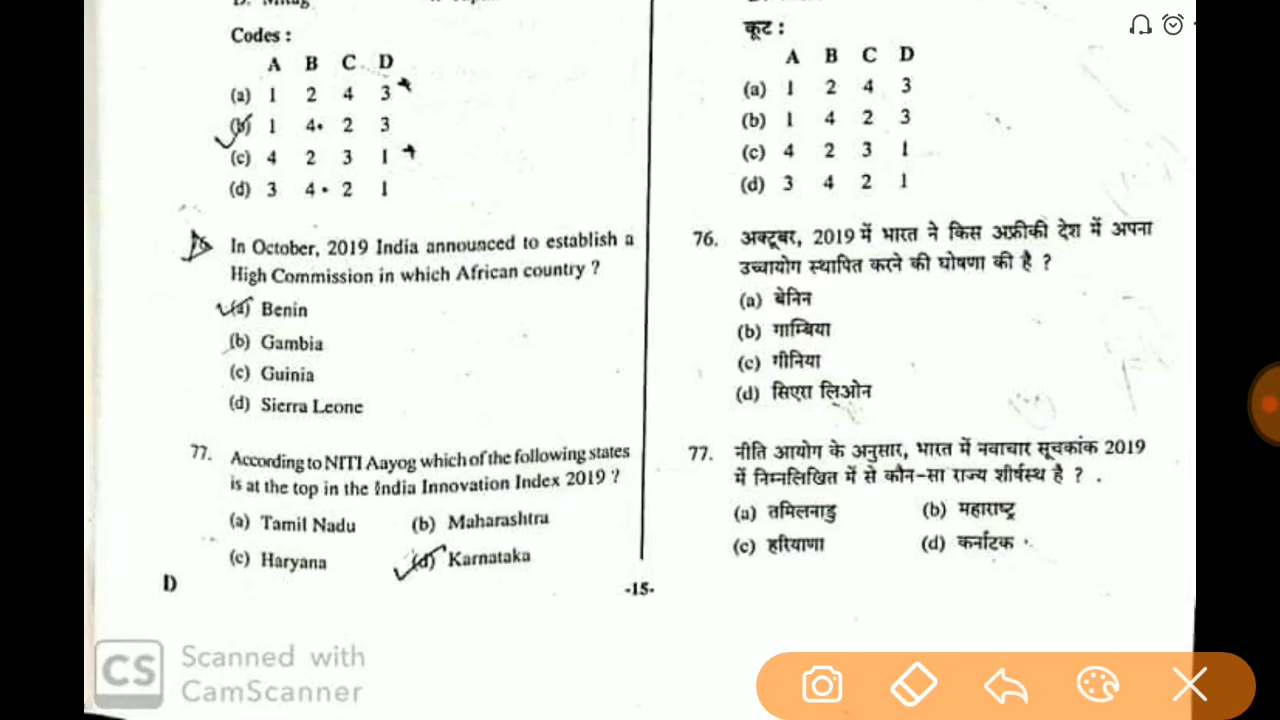 Codes :
A B C D
(a) 1 2 4 3
(b) 1 4 2 3
(c) 4 2 3 1
(d) 3 4 2 1
In October, 2019 India announced to establish a
High Commission in which African country ?
(a) Benin
(b) Gambia
(c) Guinia
(d) Sierra Leone
77. According to NITI Aayog which of the following states
is at the top in the India Innovation Index 2019 ?
(a) Tamil Nadu (b) Maharashtra
(c) Haryana (d) Karnataka
D
-15-
कूट :
A B C D
(a) 1 2 4 3
(b) 1 4 2 3
(c) 4 2 3 1
(d) 3 4 2 1
76. अक्टूबर, 2019 में भारत ने किस अफ्रीकी देश में अपना
उच्चायोग स्थापित करने की घोषणा की है ?
(a) बेनिन
(b) गाम्बिया
(c) गीनिया
(d) सिएरा लिओन
77. नीति आयोग के अनुसार, भारत में नवाचार सूचकांक 2019
में निम्नलिखित में से कौन-सा राज्य शीर्षस्थ है ?
(a) तमिलनाडु (b) महाराष्ट्र
(c) हरियाणा (d) कर्नाटक
CS Scanned with
CamScanner